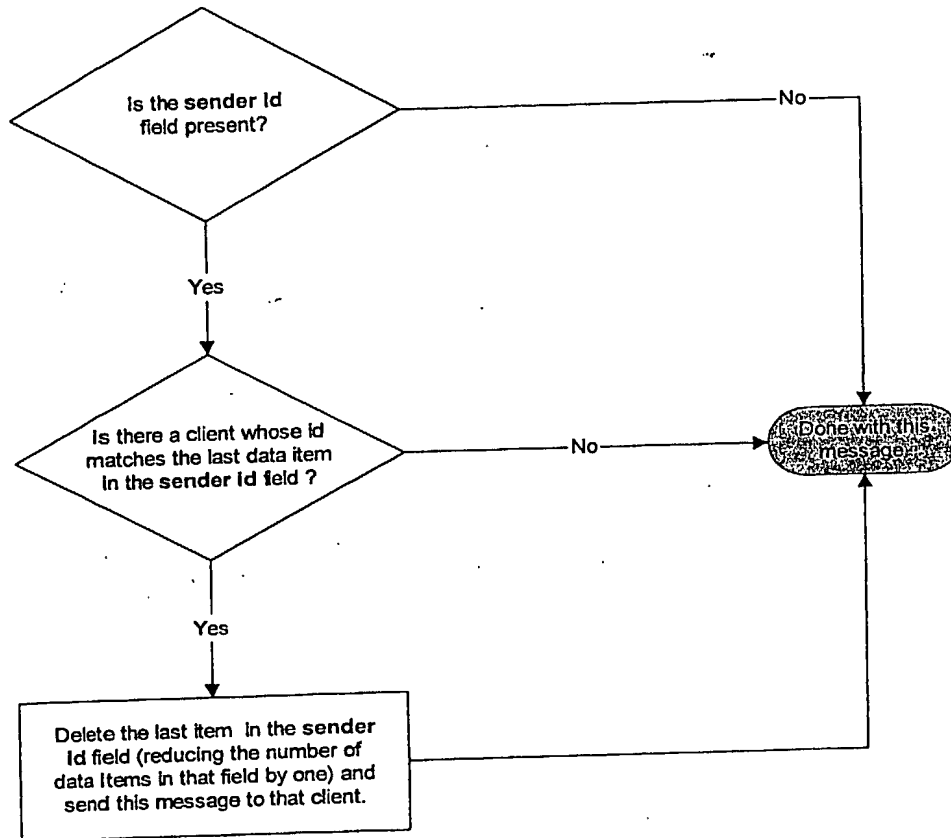 Is the sender id
field present?
No
Yes
Is there a client whose id
matches the last data item
in the sender id field ?
No
Done with this
message
Yes
Delete the last item in the sender
id field (reducing the number of
data items in that field by one) and
send this message to that client.